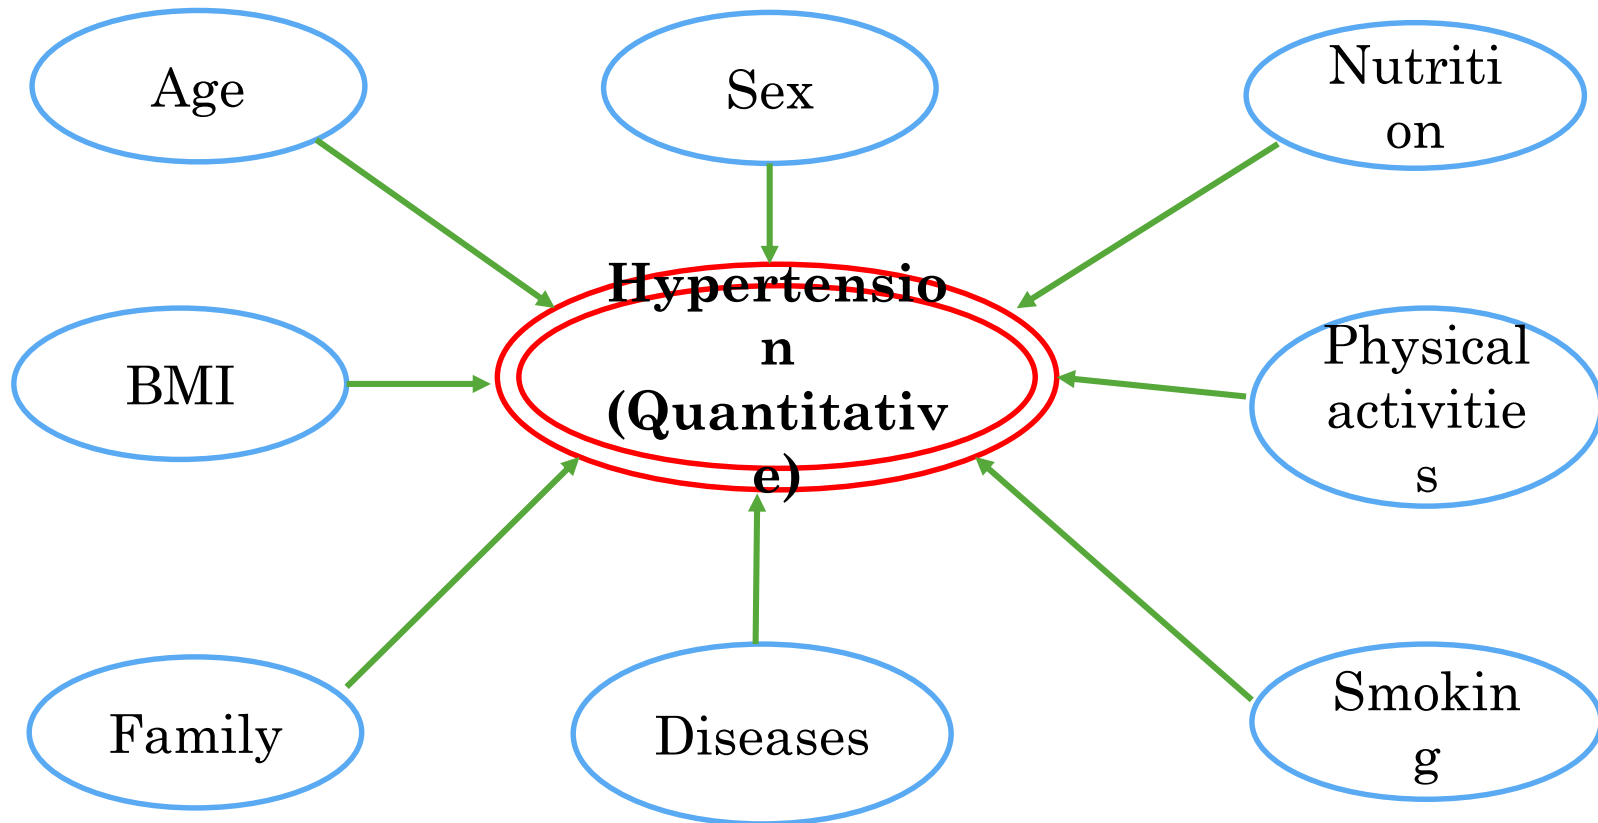 Age
Sex
Nutriti
on
Hypertensio
n
(Quantitativ
e)
BMI
Physical
activitie
s
Family
Diseases
Smokin
g